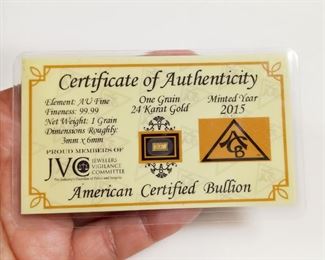 Certificate of Authenticity
Element: AU Fine
Fineness: 99.99
Net Weight: 1 Grain
Dimensions Roughly:
3mm x 6mm
One Grain
24 Karat Gold
Minted Year
2015
PROUD MEMBERS OF
JVC JEWELERS
VIGILANCE
COMMITTEE
ACB
American Certified Bullion